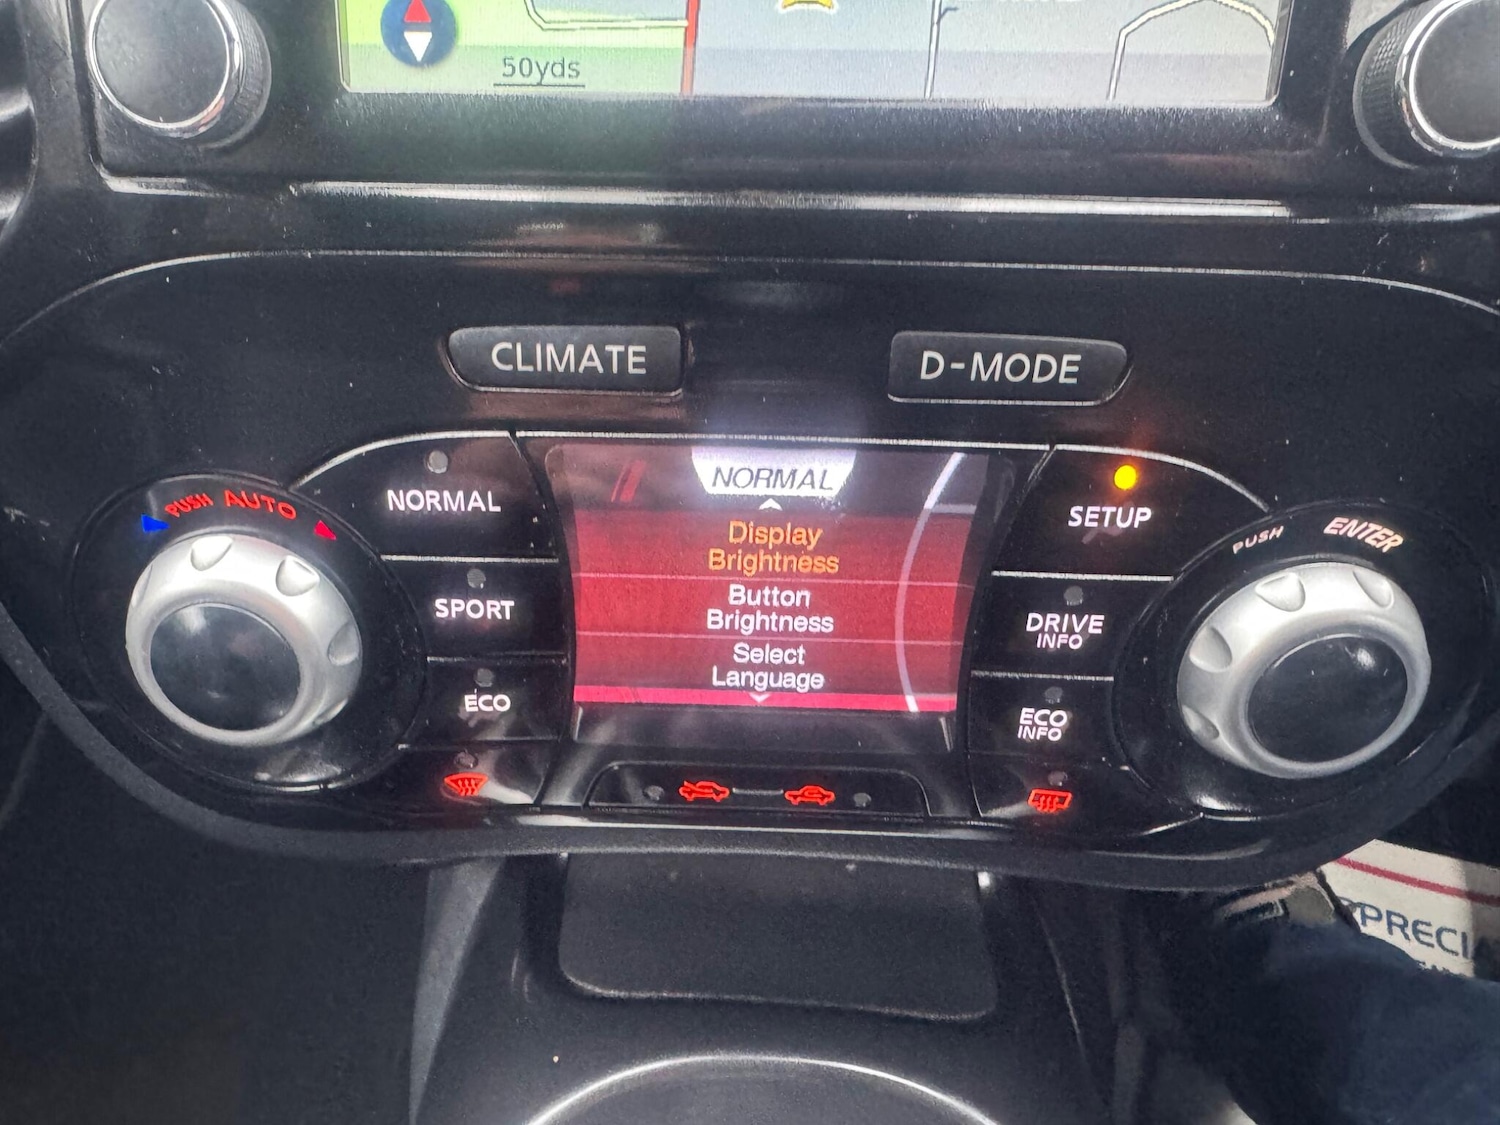 50yds
CLIMATE
D-MODE
PUSH AUTO
NORMAL
SPORT
ECO
NORMAL
Display
Brightness
Button
Brightness
Select
Language
SETUP
DRIVE
INFO
ECO
INFO
PUSH ENTER
PPRECI